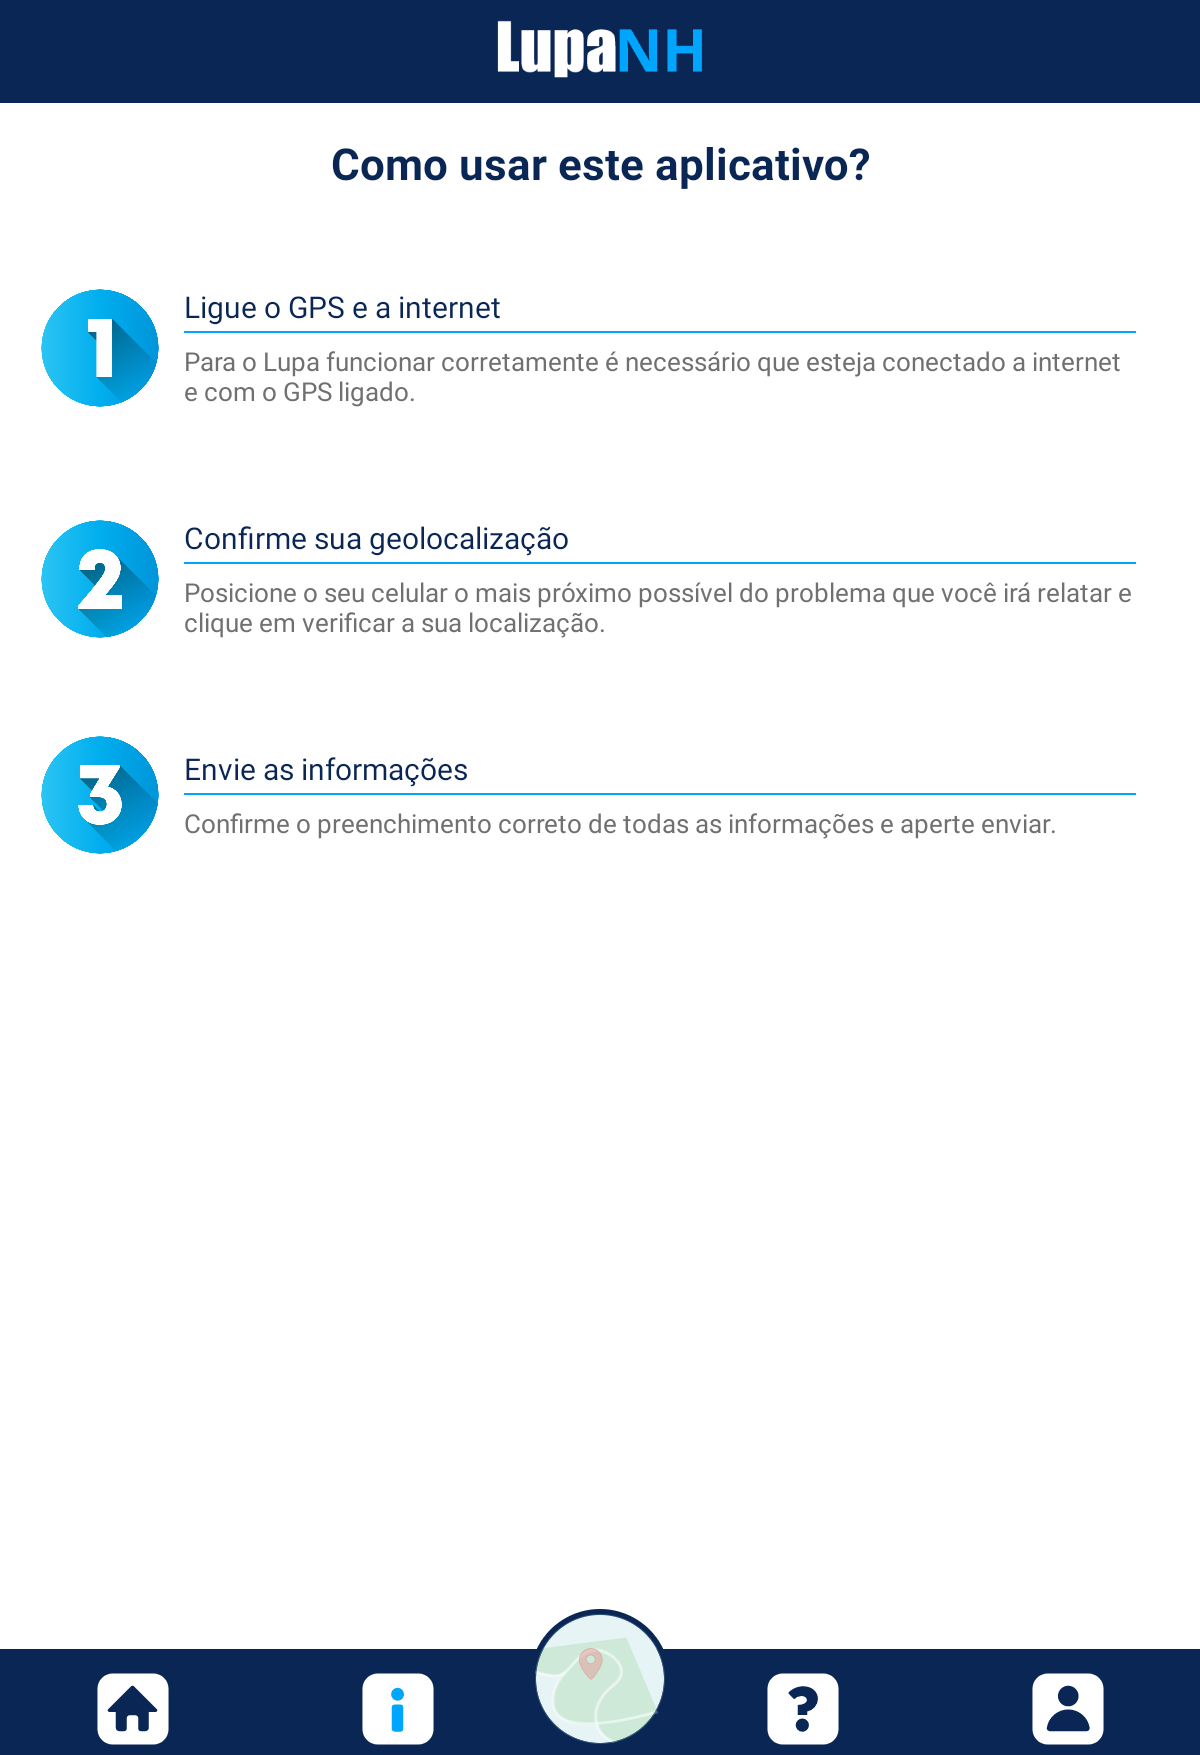 LupaNH
Como usar este aplicativo?
1
Ligue o GPS e a internet
Para o Lupa funcionar corretamente é necessário que esteja conectado a internet
e com o GPS ligado.
2
Confirme sua geolocalização
Posicione o seu celular o mais próximo possível do problema que você irá relatar e
clique em verificar a sua localização.
3
Envie as informações
Confirme o preenchimento correto de todas as informações e aperte enviar.
i
?